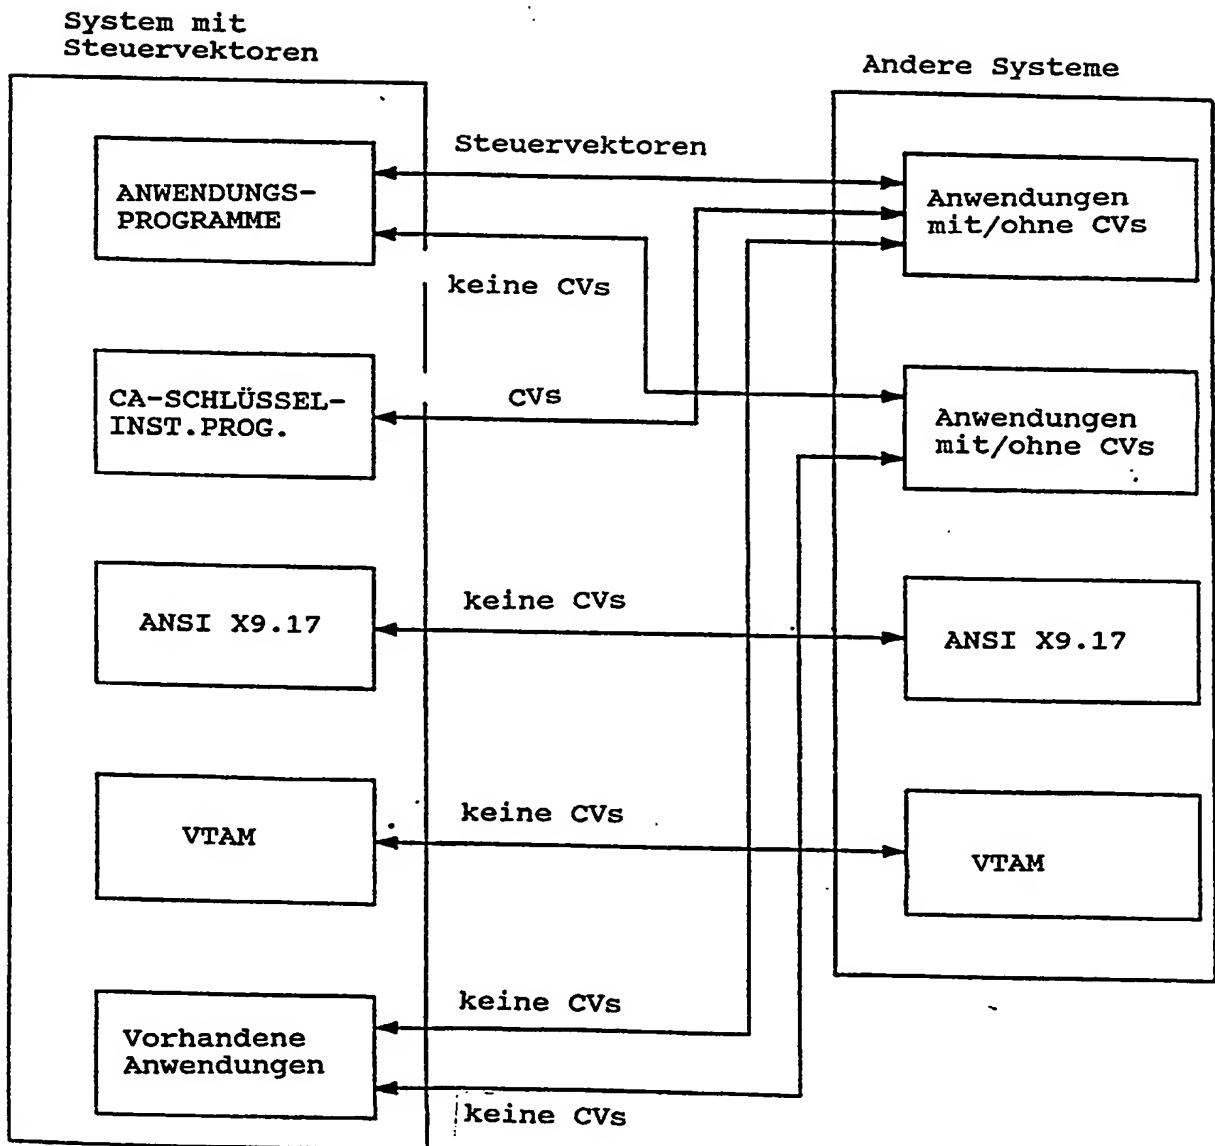 System mit
Steuervektoren
Andere Systeme
ANWENDUNGS-
PROGRAMME
Steuervektoren
Anwendungen
mit/ohne CVs
keine CVs
CA-SCHLÜSSEL-
INST.PROG.
CVs
Anwendungen
mit/ohne CVs
ANSI X9.17
keine CVs
ANSI X9.17
VTAM
keine CVs
VTAM
Vorhandene
Anwendungen
keine CVs
keine CVs